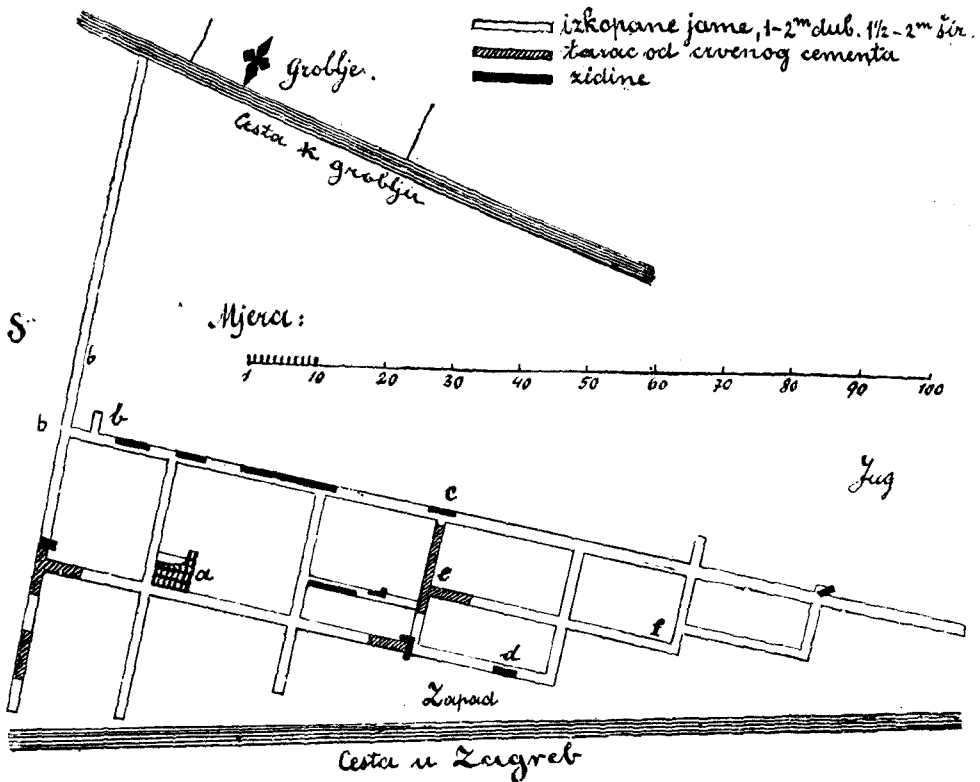 izkopane jame, 1-2ᵐ dub. 1½-2ᵐ šir.
tarac od crvenog cementa
zidine
Groblje.
Cesta k groblju
S
Mjera:
1 10 20 30 40 50 60 70 80 90 100
b
b
b
Jug
c
a
e
f
d
Zapad
Cesta u Zagreb